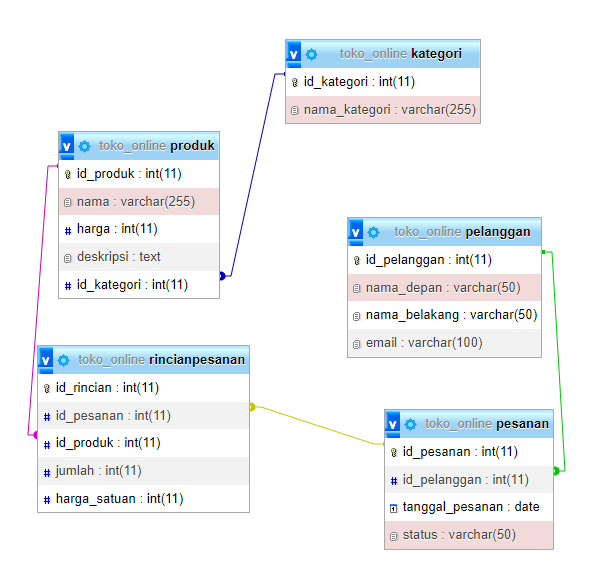 toko_online kategori
id_kategori : int(11)
nama_kategori : varchar(255)
toko_online produk
id_produk : int(11)
nama : varchar(255)
harga : int(11)
deskripsi : text
id_kategori : int(11)
toko_online pelanggan
id_pelanggan : int(11)
nama_depan : varchar(50)
nama_belakang : varchar(50)
email : varchar(100)
toko_online rincianpesanan
id_rincian : int(11)
id_pesanan : int(11)
id_produk : int(11)
jumlah : int(11)
harga_satuan : int(11)
toko_online pesanan
id_pesanan : int(11)
id_pelanggan : int(11)
tanggal_pesanan : date
status : varchar(50)